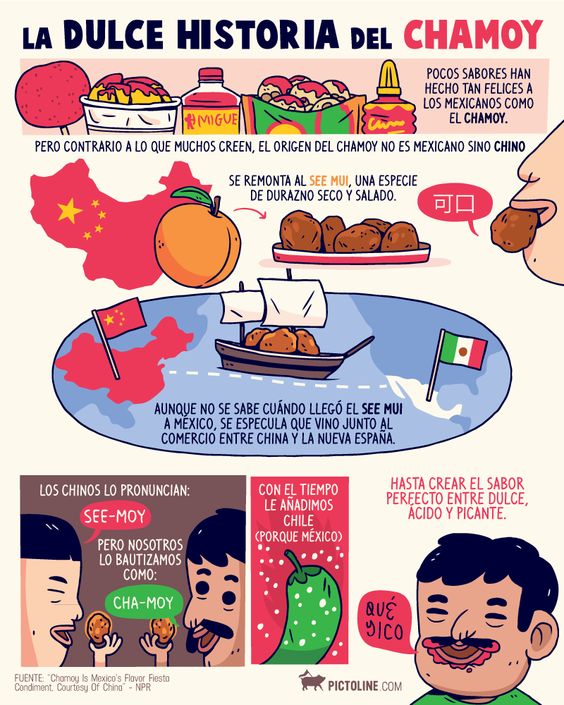 LA DULCE HISTORIA DEL CHAMOY
POCOS SABORES HAN
HECHO TAN FELICES A
LOS MEXICANOS COMO
EL CHAMOY.
MIGUE
PERO CONTRARIO A LO QUE MUCHOS CREEN, EL ORIGEN DEL CHAMOY NO ES MEXICANO SINO CHINO
SE REMONTA AL SEE MUI, UNA ESPECIE
DE DURAZNO SECO Y SALADO.
可口
AUNQUE NO SE SABE CUÁNDO LLEGÓ EL SEE MUI
A MÉXICO, SE ESPECULA QUE VINO JUNTO AL
COMERCIO ENTRE CHINA Y LA NUEVA ESPAÑA.
LOS CHINOS LO PRONUNCIAN:
SEE-MOY
PERO NOSOTROS
LO BAUTIZAMOS
COMO:
CHA-MOY
CON EL TIEMPO
LE AÑADIMOS
CHILE
(PORQUE MÉXICO)
HASTA CREAR EL SABOR
PERFECTO ENTRE DULCE,
ÁCIDO Y PICANTE.
QUÉ
YICO
FUENTE: "Chamoy Is Mexico's Flavor Fiesta
Condiment, Courtesy Of China" - NPR
PICTOLINE.COM